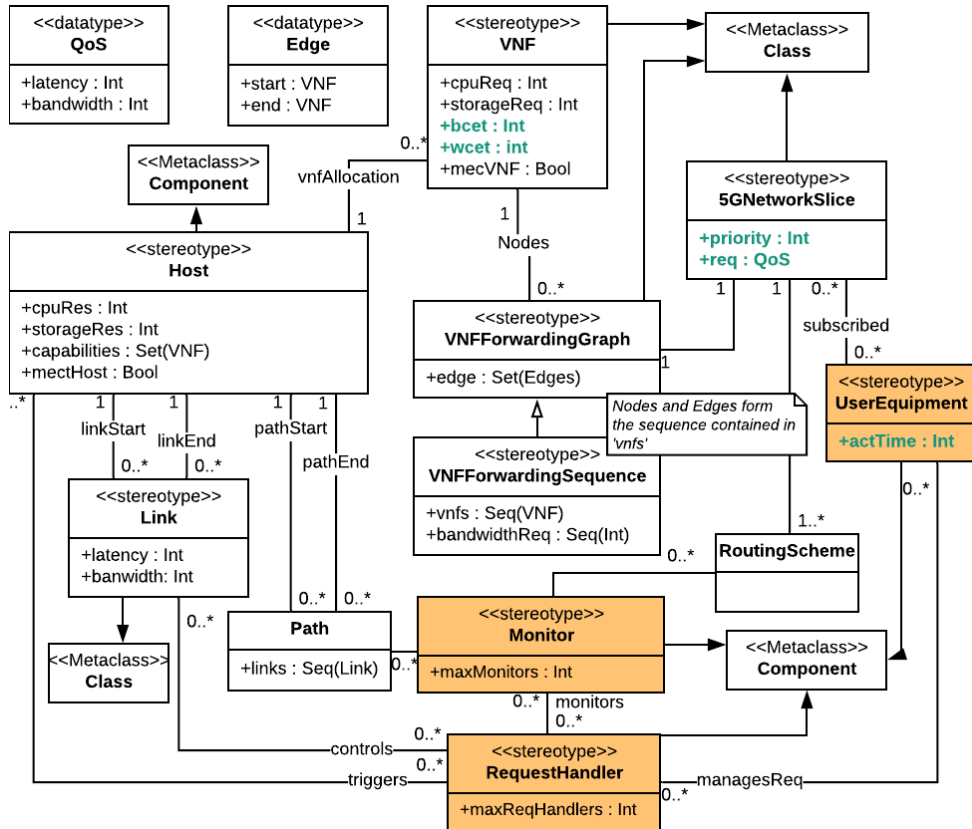 <<datatype>>
QoS
+latency : Int
+bandwidth : Int
<<datatype>>
Edge
+start : VNF
+end : VNF
<<stereotype>>
VNF
+cpuReq : Int
+storageReq : Int
+bcet : Int
+wcet : int
+mecVNF : Bool
<<Metaclass>>
Class
<<Metaclass>>
Component
0..*
vnfAllocation
1
1
Nodes
0..*
<<stereotype>>
5GNetworkSlice
+priority : Int
+req : QoS
<<stereotype>>
Host
+cpuRes : Int
+storageRes : Int
+capabilities : Set(VNF)
+mectHost : Bool
1
1
0..*
subscribed
0..*
<<stereotype>>
VNFForwardingGraph
+edge : Set(Edges)
1
<<stereotype>>
UserEquipment
+actTime : Int
..*
1
linkStart
0..*
1
linkEnd
0..*
1
pathStart
0..*
1
pathEnd
0..*
Nodes and Edges form
the sequence contained in
'vnfs'
<<stereotype>>
VNFForwardingSequence
+vnfs : Seq(VNF)
+bandwidthReq : Seq(Int)
<<stereotype>>
Link
+latency : Int
+banwidth: Int
0..*
1..*
RoutingScheme
0..*
0..*
Path
+links : Seq(Link)
0..*
<<stereotype>>
Monitor
+maxMonitors : Int
<<Metaclass>>
Component
<<Metaclass>>
Class
0..*
monitors
0..*
controls
0..*
triggers
0..*
<<stereotype>>
RequestHandler
+maxReqHandlers : Int
managesReq
0..*